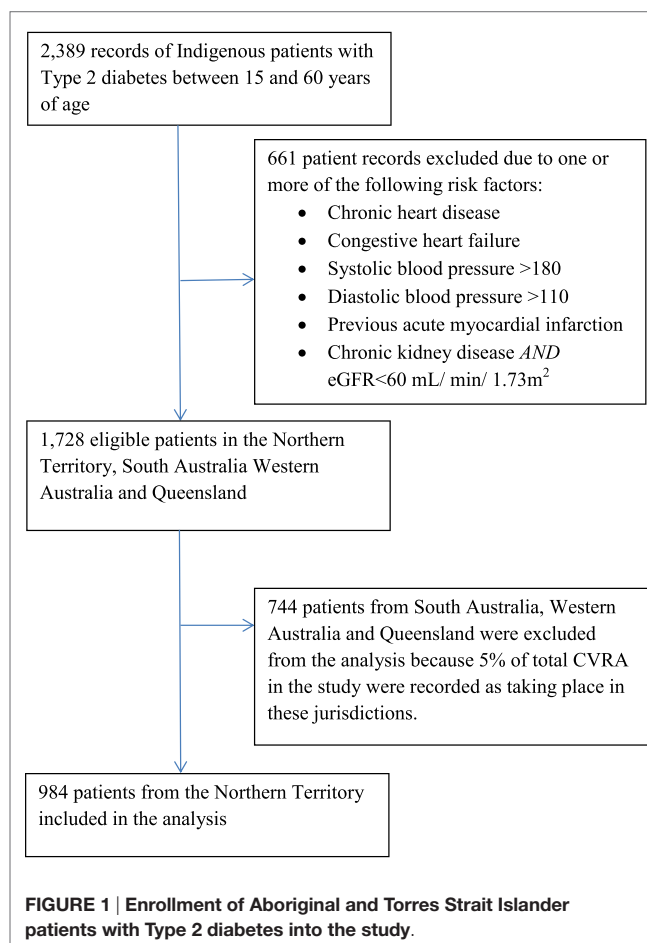 2,389 records of Indigenous patients with
Type 2 diabetes between 15 and 60 years
of age
661 patient records excluded due to one or
more of the following risk factors:
• Chronic heart disease
• Congestive heart failure
• Systolic blood pressure >180
• Diastolic blood pressure >110
• Previous acute myocardial infarction
• Chronic kidney disease AND
eGFR<60 mL/ min/ 1.73m²
1,728 eligible patients in the Northern
Territory, South Australia Western
Australia and Queensland
744 patients from South Australia, Western
Australia and Queensland were excluded
from the analysis because 5% of total CVRA
in the study were recorded as taking place in
these jurisdictions.
984 patients from the Northern Territory
included in the analysis
FIGURE 1 | Enrollment of Aboriginal and Torres Strait Islander
patients with Type 2 diabetes into the study.